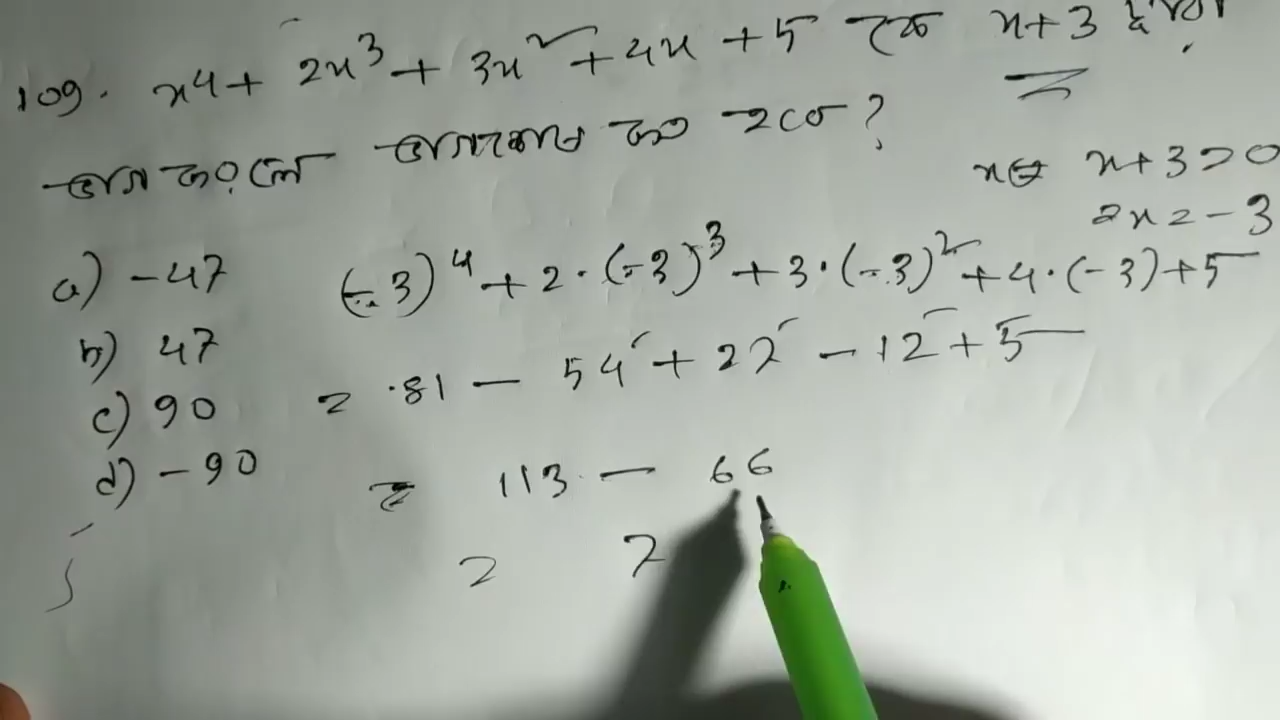 109. x4 + 2x³ + 3x² + 4x + 5 কে x+3 দ্বারা
ভাগ করলে ভাগশেষ কত হবে?
x+3=0
x=-3
a) -47
(-3)⁴ + 2·(-3)³ + 3·(-3)² + 4·(-3)+5
b) 47
= 81 - 54 + 27 - 12 + 5
c) 90
d) -90
= 113 - 66
= 7